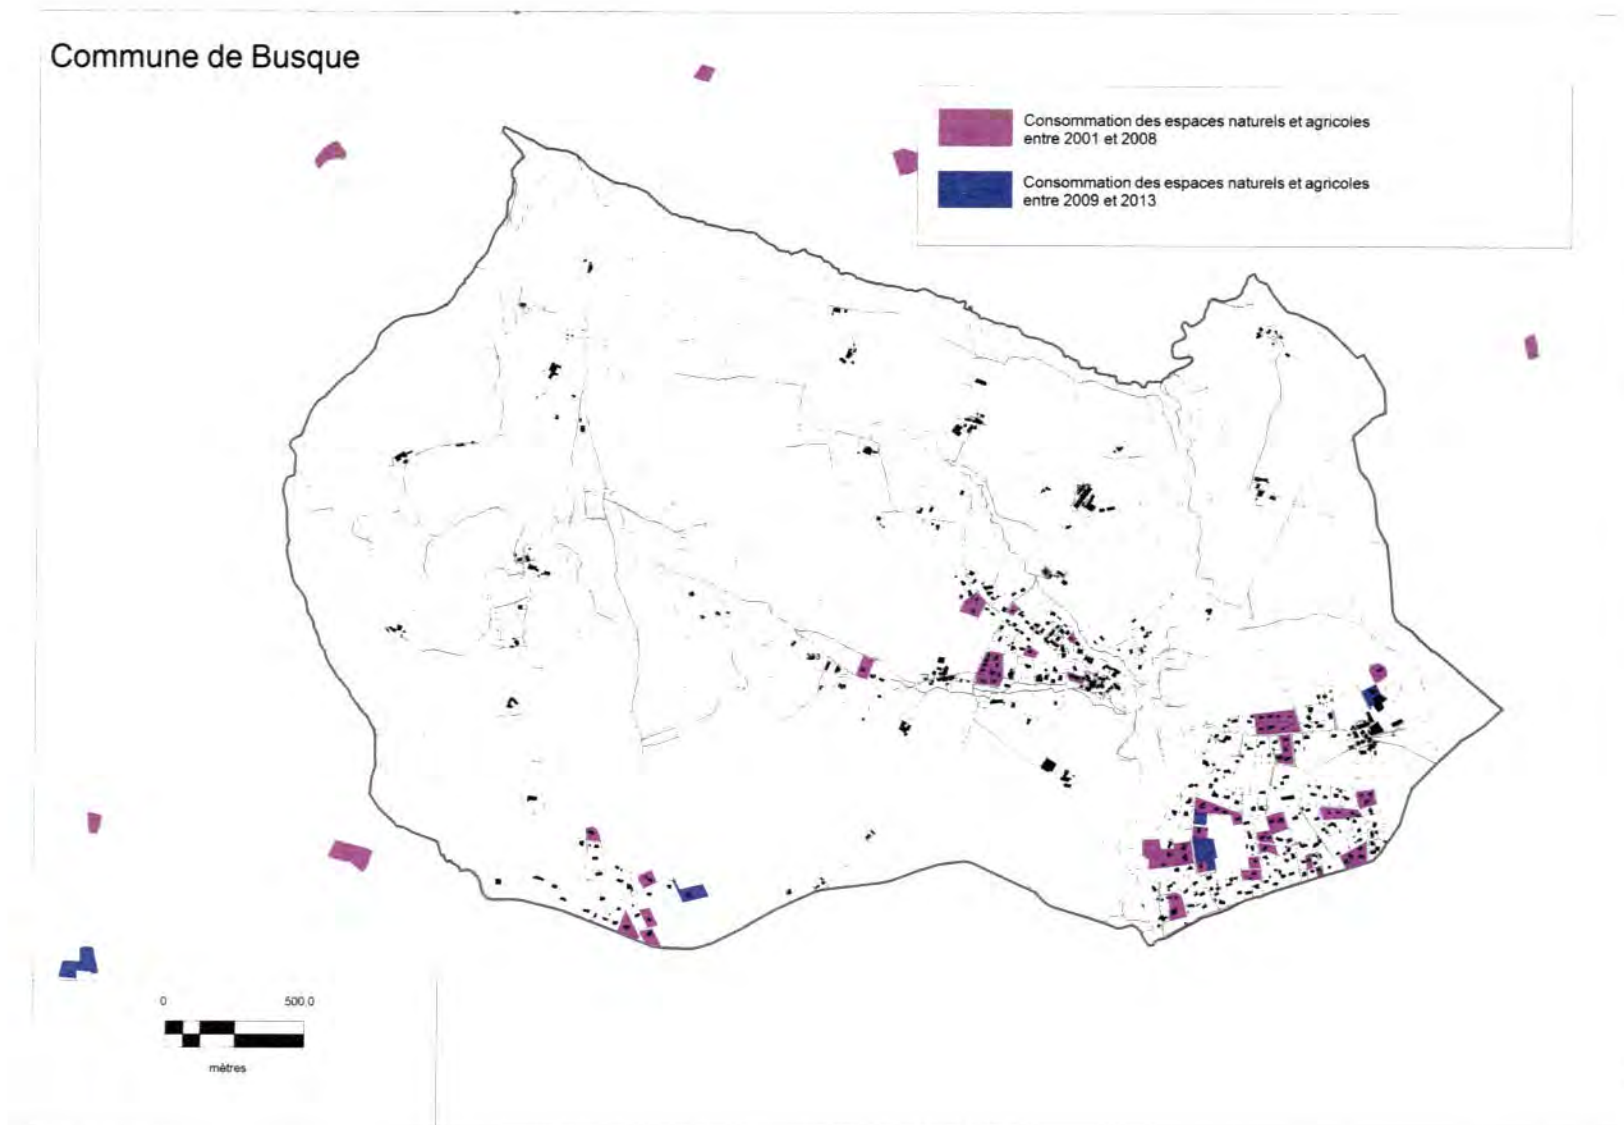 Commune de Busque
Consommation des espaces naturels et agricoles
entre 2001 et 2008
Consommation des espaces naturels et agricoles
entre 2009 et 2013
0 500.0
mètres